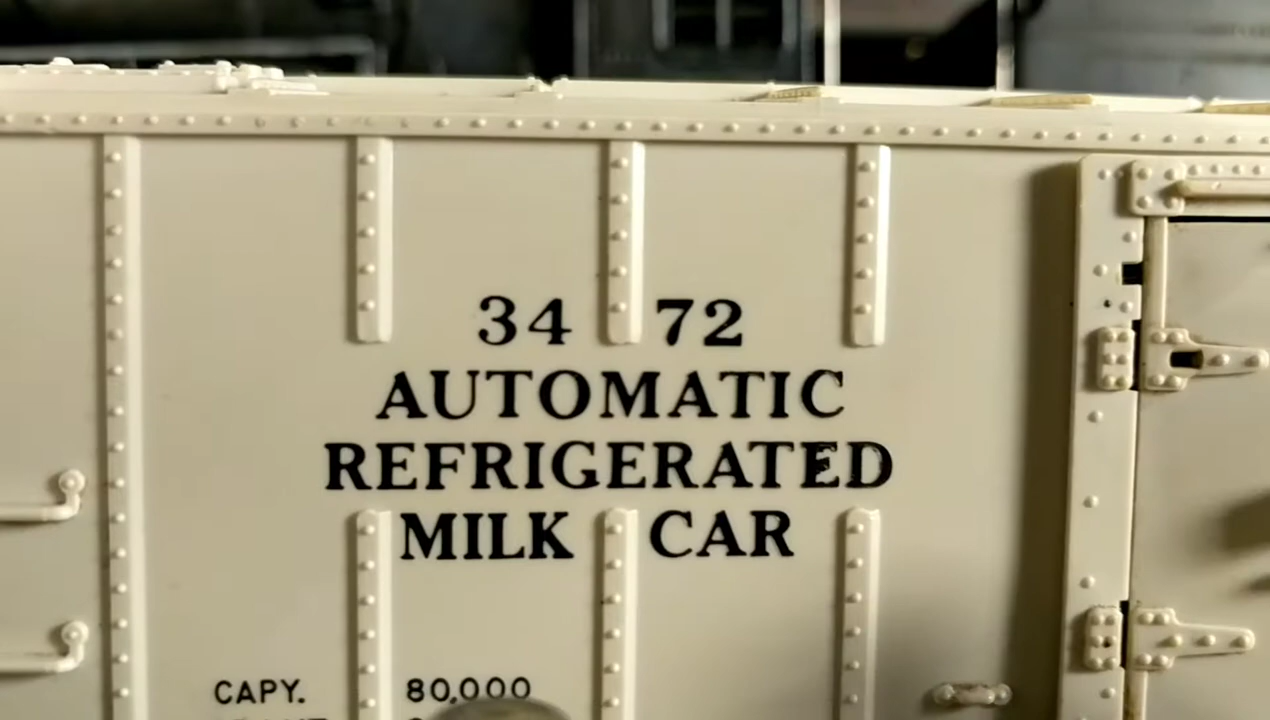 34 72
AUTOMATIC
REFRIGERATED
MILK CAR
CAPY. 80,000